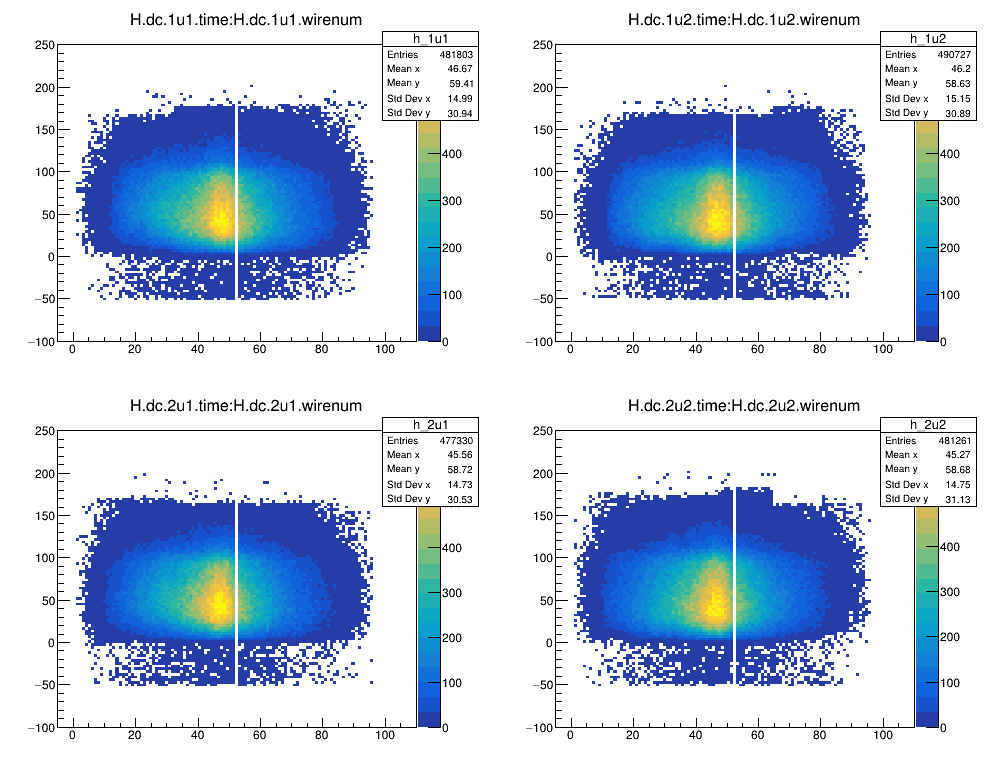 H.dc.1u1.time:H.dc.1u1.wirenum
h_1u1
Entries 481803
Mean x 46.67
Mean y 59.41
Std Dev x 14.99
Std Dev y 30.94
250
200
150
100
50
0
−50
−100
0 20 40 60 80 100
400
300
200
100
0
H.dc.1u2.time:H.dc.1u2.wirenum
h_1u2
Entries 490727
Mean x 46.2
Mean y 58.63
Std Dev x 15.15
Std Dev y 30.89
250
200
150
100
50
0
−50
−100
0 20 40 60 80 100
400
300
200
100
0
H.dc.2u1.time:H.dc.2u1.wirenum
h_2u1
Entries 477330
Mean x 45.56
Mean y 58.72
Std Dev x 14.73
Std Dev y 30.53
250
200
150
100
50
0
−50
−100
0 20 40 60 80 100
400
300
200
100
0
H.dc.2u2.time:H.dc.2u2.wirenum
h_2u2
Entries 481261
Mean x 45.27
Mean y 58.68
Std Dev x 14.75
Std Dev y 31.13
250
200
150
100
50
0
−50
−100
0 20 40 60 80 100
400
300
200
100
0